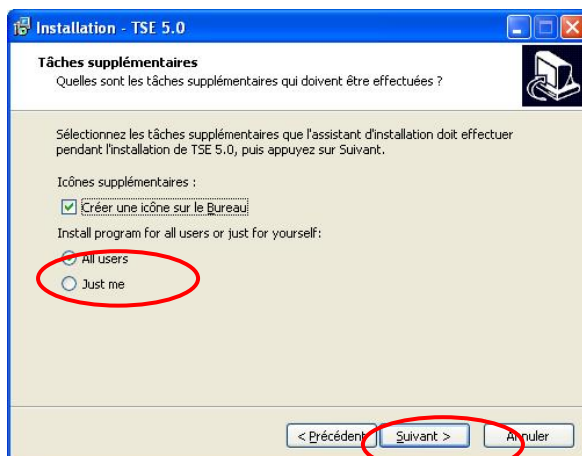 Installation - TSE 5.0
Tâches supplémentaires
Quelles sont les tâches supplémentaires qui doivent être effectuées ?
Sélectionnez les tâches supplémentaires que l'assistant d'installation doit effectuer
pendant l'installation de TSE 5.0, puis appuyez sur Suivant.
Icônes supplémentaires :
Créer une icône sur le Bureau
Install program for all users or just for yourself:
All users
Just me
< Précédent Suivant > Annuler